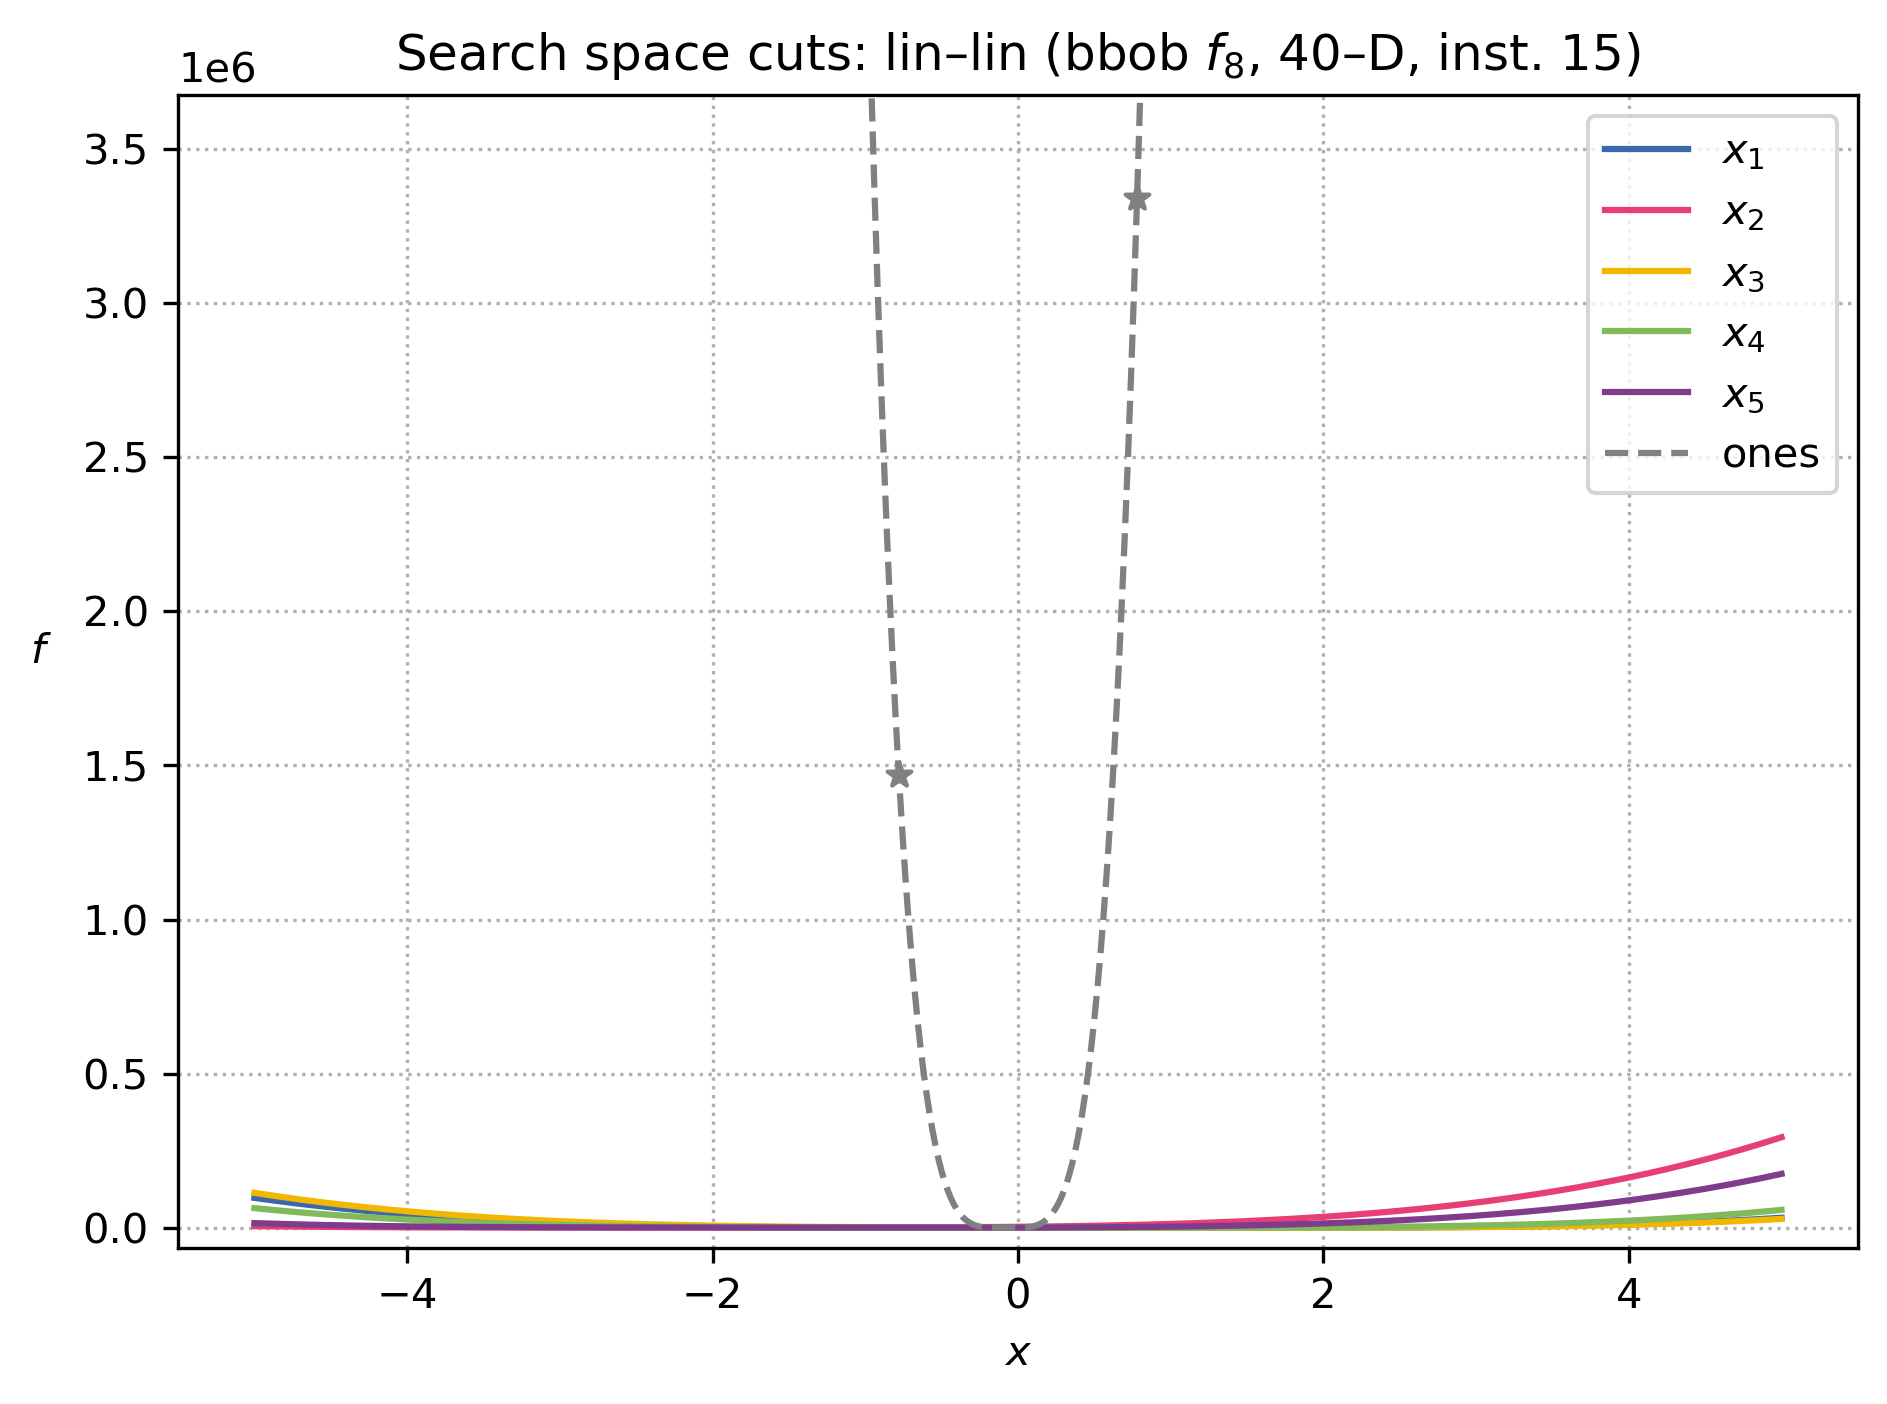 Search space cuts: lin–lin (bbob f₈, 40–D, inst. 15)
1e6
3.5
3.0
2.5
2.0
1.5
1.0
0.5
0.0
f
−4
−2
0
2
4
x
x₁
x₂
x₃
x₄
x₅
ones